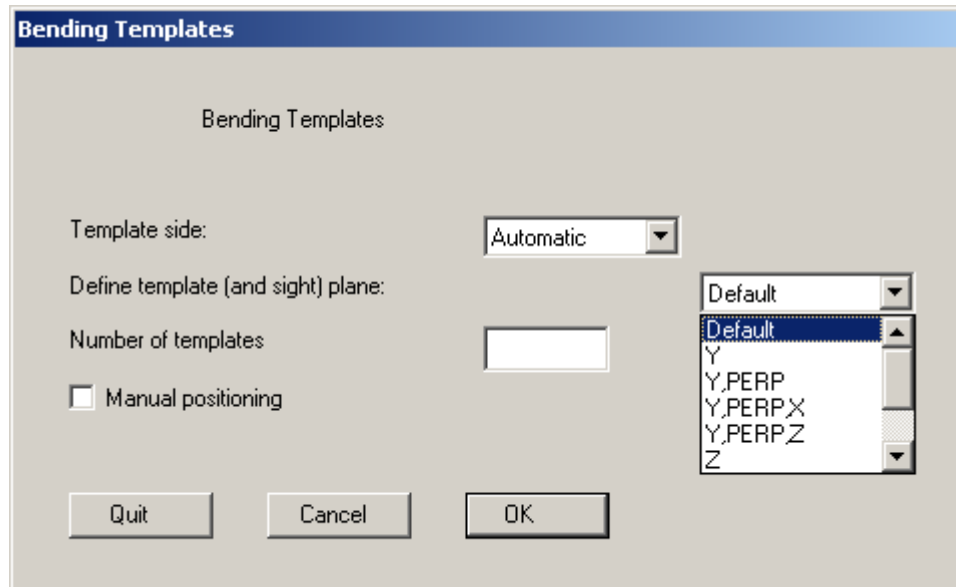 Bending Templates
Bending Templates
Template side:
Automatic
Define template (and sight) plane:
Default
Default
Y
Y,PERP
Y,PERP,X
Y,PERP,Z
Z
Number of templates
Manual positioning
Quit
Cancel
OK